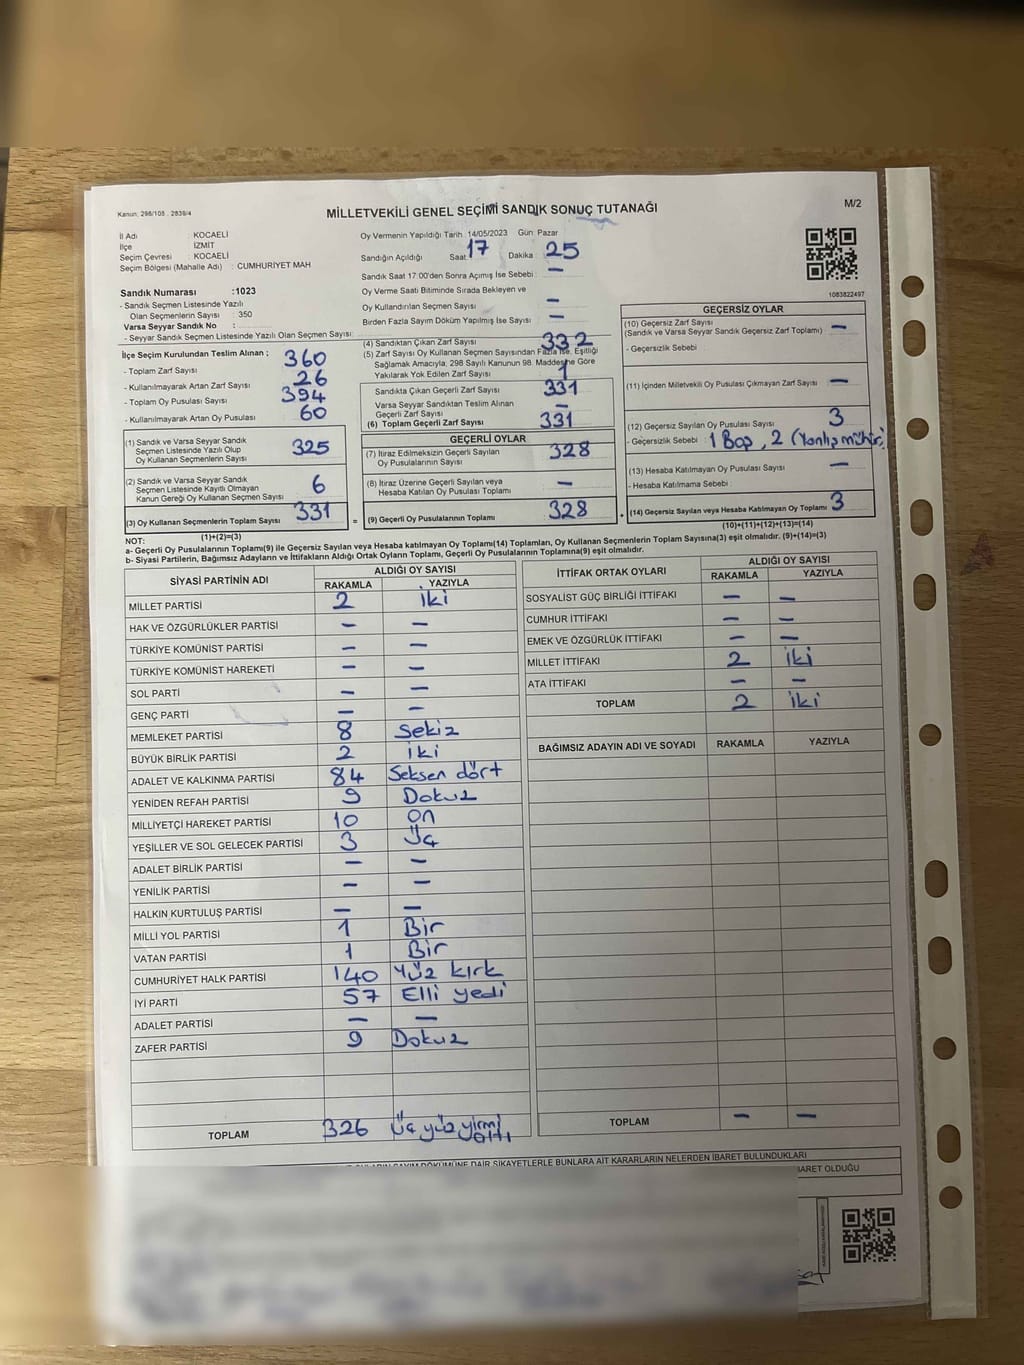 Kanun, 298/105 . 2839/4
MİLLETVEKİLİ GENEL SEÇİMİ SANDIK SONUÇ TUTANAĞI
M/2
İl Adı : KOCAELİ
İlçe : İZMİT
Seçim Çevresi : KOCAELİ
Seçim Bölgesi (Mahalle Adı) : CUMHURİYET MAH
Sandık Numarası :1023
- Sandık Seçmen Listesinde Yazılı
Olan Seçmenlerin Sayısı : 350
Varsa Seyyar Sandık No :
- Seyyar Sandık Seçmen Listesinde Yazılı Olan Seçmen Sayısı:
Oy Vermenin Yapıldığı Tarih :14/05/2023 Gün: Pazar
Sandığın Açıldığı Saat: 17 Dakika: 25
Sandık Saat 17:00'den Sonra Açımış İse Sebebi : —
Oy Verme Saati Bitiminde Sırada Bekleyen ve
Oy Kullandırılan Seçmen Sayısı : —
Birden Fazla Sayım Döküm Yapılmış İse Sayısı : —
1083822497
İlçe Seçim Kurulundan Teslim Alınan ;
- Toplam Zarf Sayısı : 360
- Kullanılmayarak Artan Zarf Sayısı : 26
- Toplam Oy Pusulası Sayısı : 394
- Kullanılmayarak Artan Oy Pusulası : 60
(1) Sandık ve Varsa Seyyar Sandık
Seçmen Listesinde Yazılı Olup
Oy Kullanan Seçmenlerin Sayısı 325
(2) Sandık ve Varsa Seyyar Sandık
Seçmen Listesinde Kayıtlı Olmayan
Kanun Gereği Oy Kullanan Seçmen Sayısı : 6
(3) Oy Kullanan Seçmenlerin Toplam Sayısı 331
(1)+(2)=(3)
(4) Sandıktan Çıkan Zarf Sayısı : 332
(5) Zarf Sayısı Oy Kullanan Seçmen Sayısından Fazla İse, Eşitliği
Sağlamak Amacıyla, 298 Sayılı Kanunun 98. Maddesine Göre
Yakılarak Yok Edilen Zarf Sayısı : 1
Sandıkta Çıkan Geçerli Zarf Sayısı : 331
Varsa Seyyar Sandıktan Teslim Alınan
Geçerli Zarf Sayısı : —
(6) Toplam Geçerli Zarf Sayısı : 331
GEÇERLİ OYLAR
(7) İtiraz Edilmeksizin Geçerli Sayılan
Oy Pusulalarının Sayısı : 328
(8) İtiraz Üzerine Geçerli Sayılan veya
Hesaba Katılan Oy Pusulası Toplamı : —
= (9) Geçerli Oy Pusulalarının Toplamı : 328 +
GEÇERSİZ OYLAR
(10) Geçersiz Zarf Sayısı
(Sandık ve Varsa Seyyar Sandık Geçersiz Zarf Toplamı) : —
- Geçersizlik Sebebi :
(11) İçinden Milletvekili Oy Pusulası Çıkmayan Zarf Sayısı : —
(12) Geçersiz Sayılan Oy Pusulası Sayısı : 3
- Geçersizlik Sebebi : 1 Boş, 2 (Yanlış mühür)
(13) Hesaba Katılmayan Oy Pusulası Sayısı : —
- Hesaba Katılmama Sebebi :
(14) Geçersiz Sayılan veya Hesaba Katılmayan Oy Toplamı : 3
(10)+(11)+(12)+(13)=(14)
NOT:
a- Geçerli Oy Pusulalarının Toplamı(9) ile Geçersiz Sayılan veya Hesaba katılmayan Oy Toplamı(14) Toplamları, Oy Kullanan Seçmenlerin Toplam Sayısına(3) eşit olmalıdır. (9)+(14)=(3)
b- Siyasi Partilerin, Bağımsız Adayların ve İttifakların Aldığı Ortak Oyların Toplamı, Geçerli Oy Pusulalarının Toplamına(9) eşit olmalıdır.
SİYASİ PARTİNİN ADI ALDIĞI OY SAYISI
RAKAMLA YAZIYLA
MİLLET PARTİSİ 2 iki
HAK VE ÖZGÜRLÜKLER PARTİSİ — —
TÜRKİYE KOMÜNİST PARTİSİ — —
TÜRKİYE KOMÜNİST HAREKETİ — —
SOL PARTİ — —
GENÇ PARTİ — —
MEMLEKET PARTİSİ 8 Sekiz
BÜYÜK BİRLİK PARTİSİ 2 iki
ADALET VE KALKINMA PARTİSİ 84 Seksen dört
YENİDEN REFAH PARTİSİ 9 Dokuz
MİLLİYETÇİ HAREKET PARTİSİ 10 on
YEŞİLLER VE SOL GELECEK PARTİSİ 3 Üç
ADALET BİRLİK PARTİSİ — —
YENİLİK PARTİSİ — —
HALKIN KURTULUŞ PARTİSİ — —
MİLLİ YOL PARTİSİ 1 Bir
VATAN PARTİSİ 1 Bir
CUMHURİYET HALK PARTİSİ 140 Yüz kırk
İYİ PARTİ 57 Elli yedi
ADALET PARTİSİ — —
ZAFER PARTİSİ 9 Dokuz
TOPLAM 326 Üç yüz yirmi altı
İTTİFAK ORTAK OYLARI ALDIĞI OY SAYISI
RAKAMLA YAZIYLA
SOSYALİST GÜÇ BİRLİĞİ İTTİFAKI — —
CUMHUR İTTİFAKI — —
EMEK VE ÖZGÜRLÜK İTTİFAKI — —
MİLLET İTTİFAKI 2 iki
ATA İTTİFAKI — —
TOPLAM 2 iki
BAĞIMSIZ ADAYIN ADI VE SOYADI RAKAMLA YAZIYLA
TOPLAM — —
SAYIM DÖKÜMÜNE DAİR ŞİKAYETLERLE BUNLARA AİT KARARLARIN NELERDEN İBARET BULUNDUKLARI
İBARET OLDUĞU